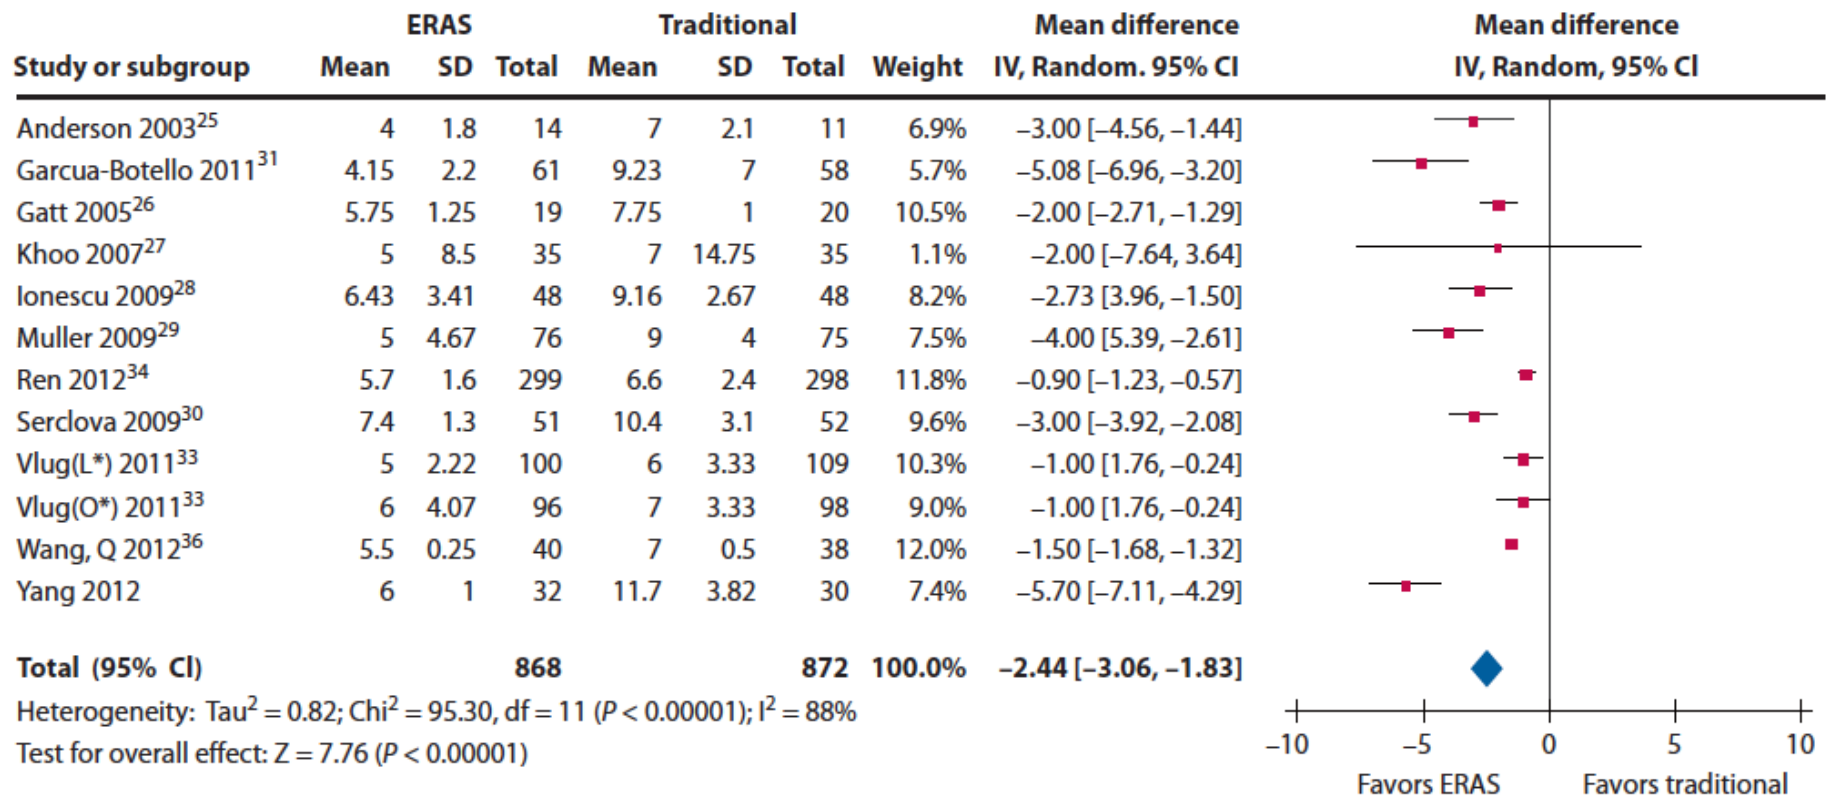 ERAS Traditional Mean difference Mean difference
Study or subgroup Mean SD Total Mean SD Total Weight IV, Random. 95% CI IV, Random, 95% Cl
Anderson 2003²⁵ 4 1.8 14 7 2.1 11 6.9% −3.00 [−4.56, −1.44]
Garcua-Botello 2011³¹ 4.15 2.2 61 9.23 7 58 5.7% −5.08 [−6.96, −3.20]
Gatt 2005²⁶ 5.75 1.25 19 7.75 1 20 10.5% −2.00 [−2.71, −1.29]
Khoo 2007²⁷ 5 8.5 35 7 14.75 35 1.1% −2.00 [−7.64, 3.64]
Ionescu 2009²⁸ 6.43 3.41 48 9.16 2.67 48 8.2% −2.73 [3.96, −1.50]
Muller 2009²⁹ 5 4.67 76 9 4 75 7.5% −4.00 [5.39, −2.61]
Ren 2012³⁴ 5.7 1.6 299 6.6 2.4 298 11.8% −0.90 [−1.23, −0.57]
Serclova 2009³⁰ 7.4 1.3 51 10.4 3.1 52 9.6% −3.00 [−3.92, −2.08]
Vlug(L*) 2011³³ 5 2.22 100 6 3.33 109 10.3% −1.00 [1.76, −0.24]
Vlug(O*) 2011³³ 6 4.07 96 7 3.33 98 9.0% −1.00 [1.76, −0.24]
Wang, Q 2012³⁶ 5.5 0.25 40 7 0.5 38 12.0% −1.50 [−1.68, −1.32]
Yang 2012 6 1 32 11.7 3.82 30 7.4% −5.70 [−7.11, −4.29]
Total (95% Cl) 868 872 100.0% −2.44 [−3.06, −1.83]
Heterogeneity: Tau² = 0.82; Chi² = 95.30, df = 11 (P < 0.00001); I² = 88%
Test for overall effect: Z = 7.76 (P < 0.00001)
−10 −5 0 5 10
Favors ERAS Favors traditional